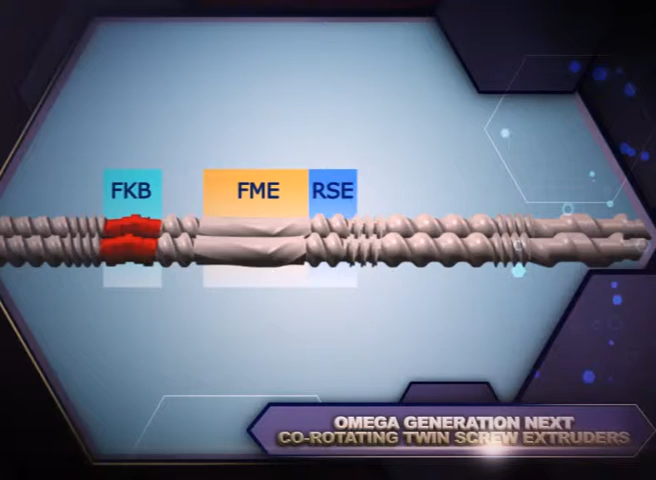 FKB FME RSE
OMEGA GENERATION NEXT
CO-ROTATING TWIN SCREW EXTRUDERS